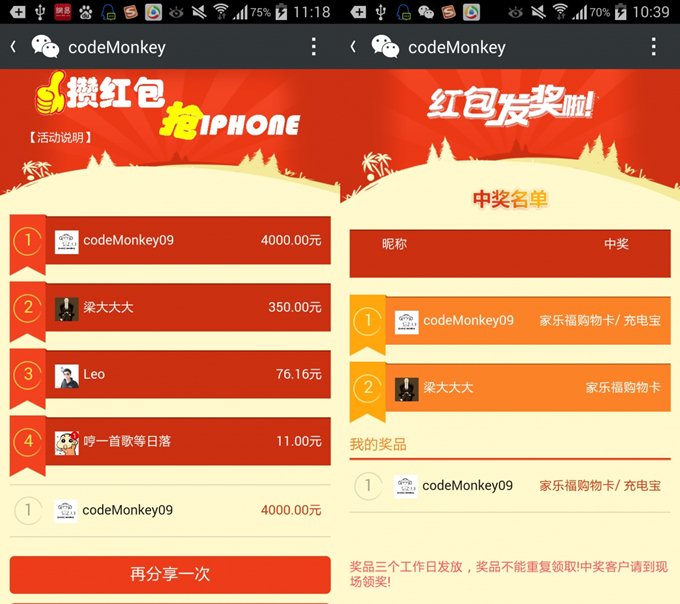 75% 11:18
codeMonkey
攒红包
抢IPHONE
【活动说明】
1 codeMonkey09 4000.00元
2 梁大大大 350.00元
3 Leo 76.16元
4 哼一首歌等日落 11.00元
1 codeMonkey09 4000.00元
再分享一次
70% 10:39
codeMonkey
红包发奖啦!
中奖名单
昵称 中奖
1 codeMonkey09 家乐福购物卡/ 充电宝
2 梁大大大 家乐福购物卡
我的奖品
1 codeMonkey09 家乐福购物卡/ 充电宝
奖品三个工作日发放，奖品不能重复领取!中奖客户请到现
场领奖!